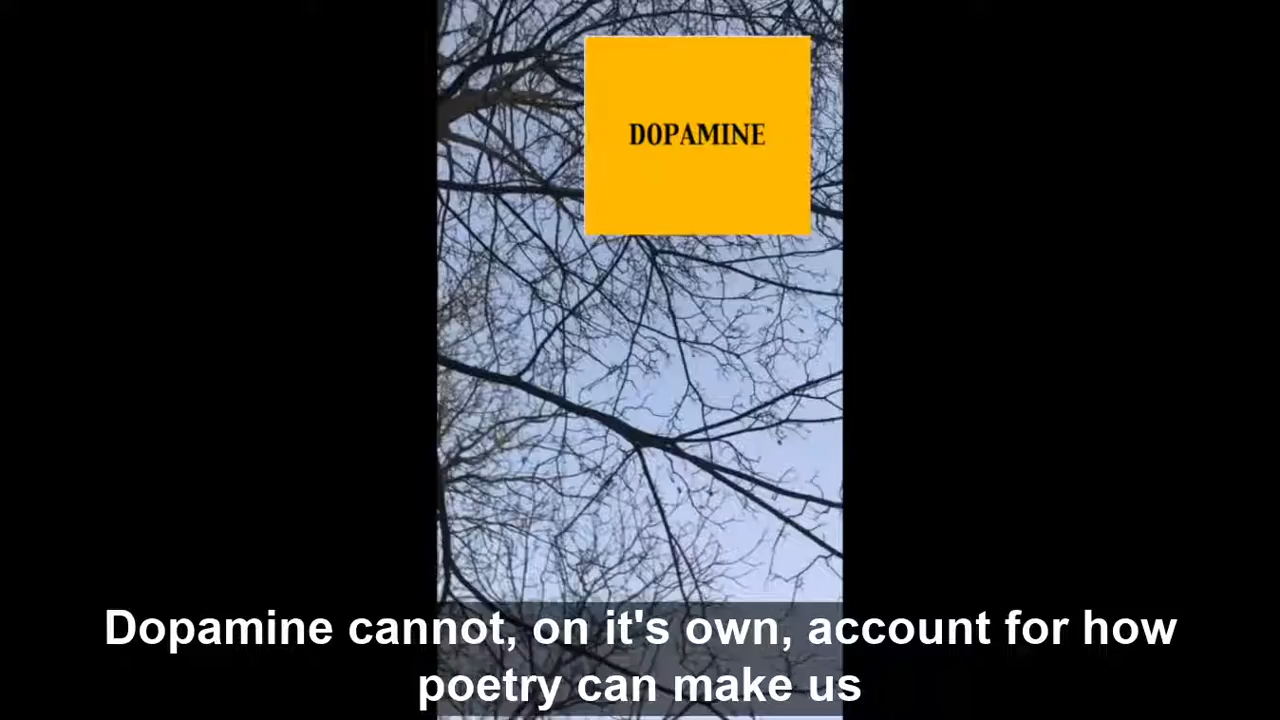 DOPAMINE
Dopamine cannot, on it's own, account for how
poetry can make us